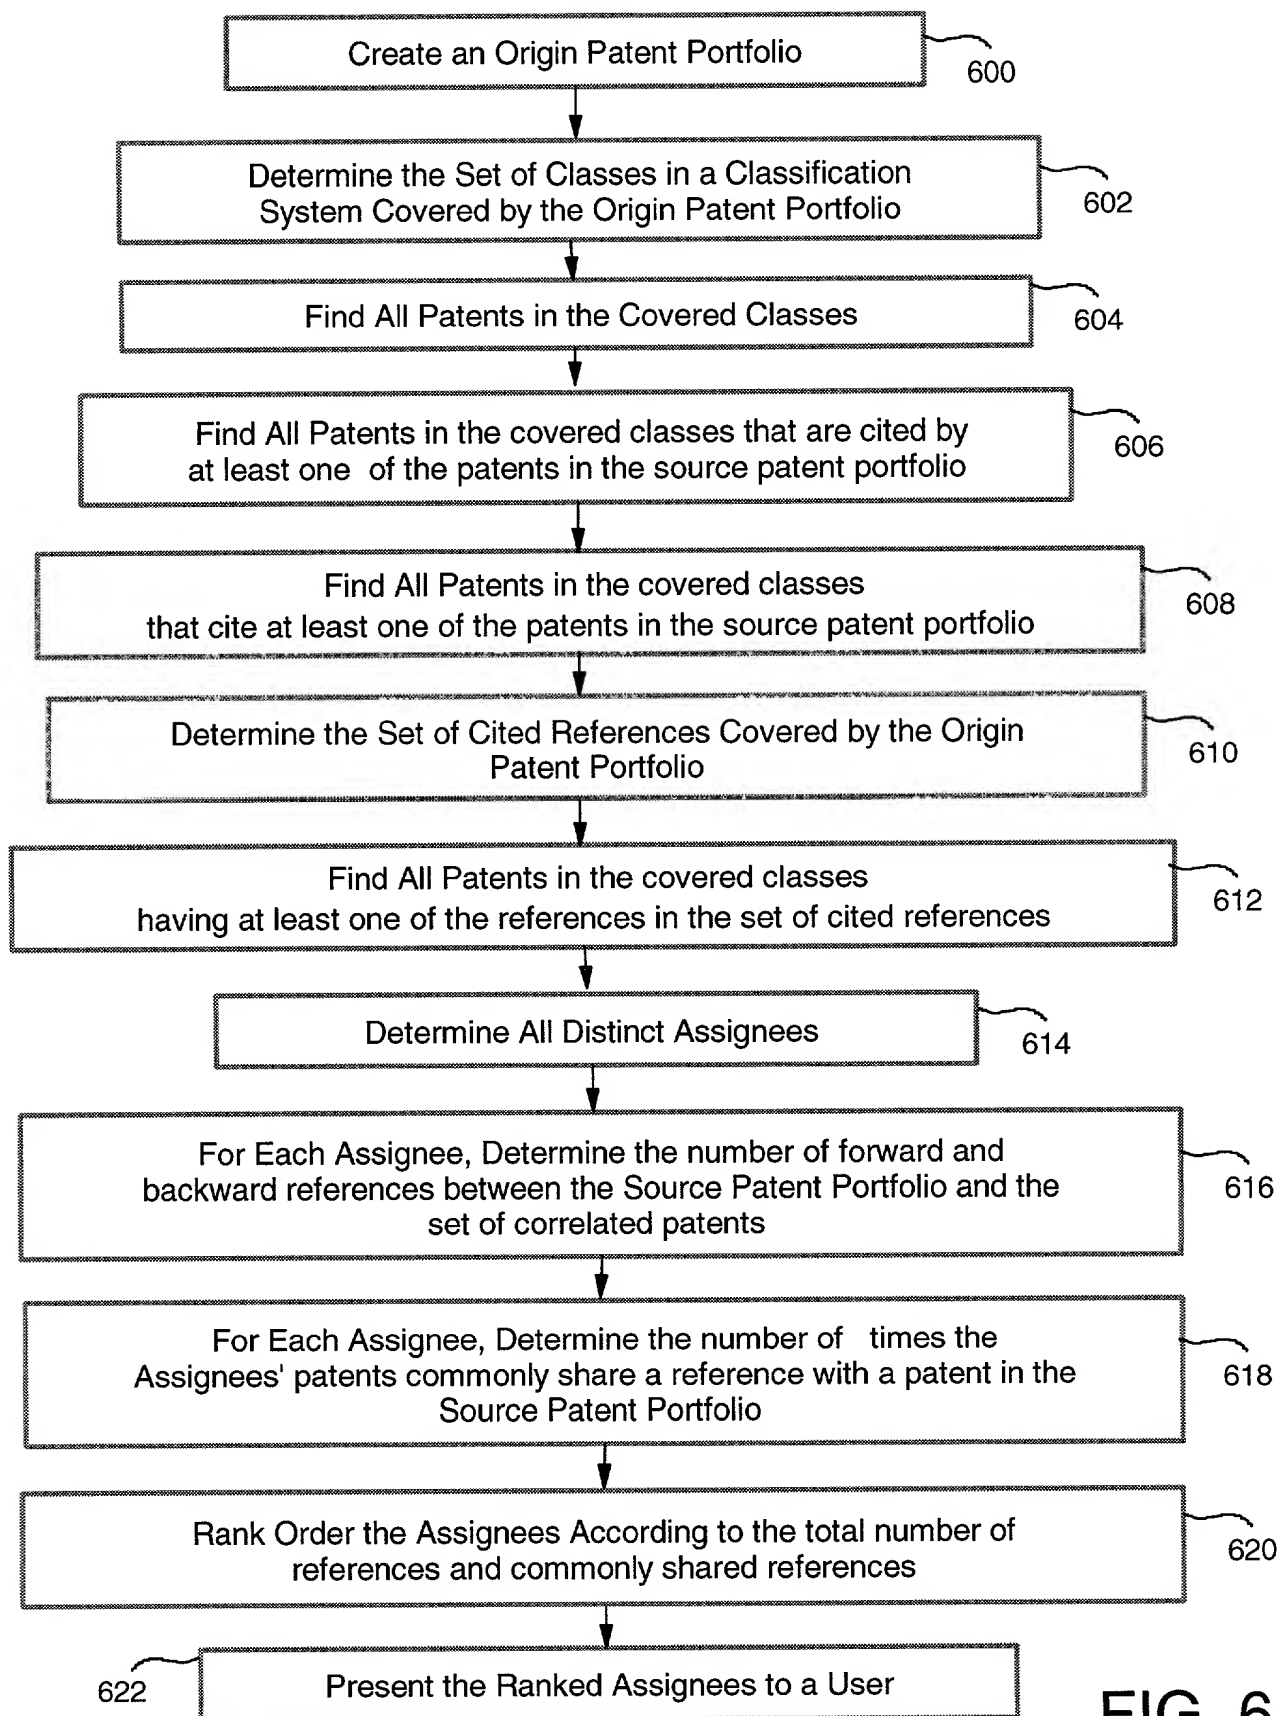 Create an Origin Patent Portfolio
600
Determine the Set of Classes in a Classification
System Covered by the Origin Patent Portfolio
602
Find All Patents in the Covered Classes
604
Find All Patents in the covered classes that are cited by
at least one of the patents in the source patent portfolio
606
Find All Patents in the covered classes
that cite at least one of the patents in the source patent portfolio
608
Determine the Set of Cited References Covered by the Origin
Patent Portfolio
610
Find All Patents in the covered classes
having at least one of the references in the set of cited references
612
Determine All Distinct Assignees
614
For Each Assignee, Determine the number of forward and
backward references between the Source Patent Portfolio and the
set of correlated patents
616
For Each Assignee, Determine the number of times the
Assignees' patents commonly share a reference with a patent in the
Source Patent Portfolio
618
Rank Order the Assignees According to the total number of
references and commonly shared references
620
Present the Ranked Assignees to a User
622
FIG. 6